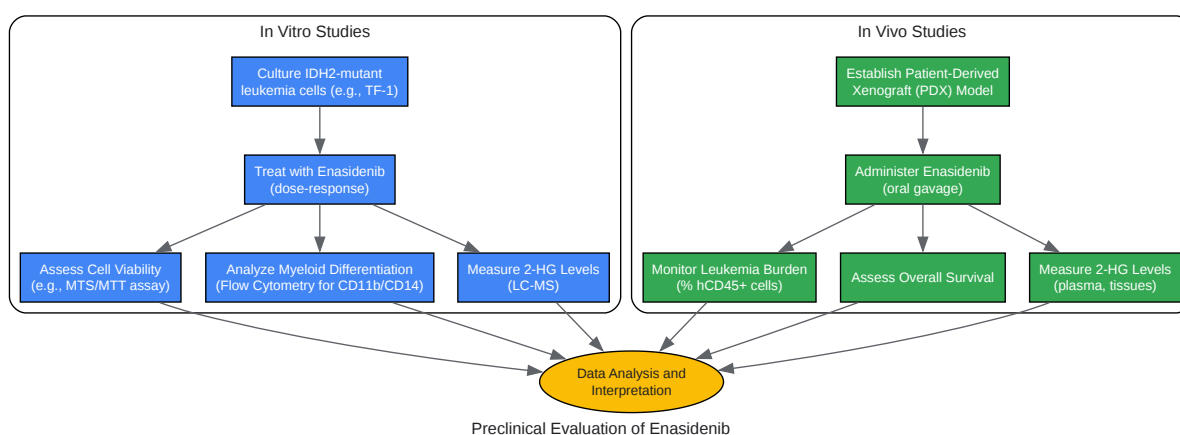 In Vitro Studies
Culture IDH2-mutant
leukemia cells (e.g., TF-1)
Treat with Enasidenib
(dose-response)
Assess Cell Viability
(e.g., MTS/MTT assay)
Analyze Myeloid Differentiation
(Flow Cytometry for CD11b/CD14)
Measure 2-HG Levels
(LC-MS)
In Vivo Studies
Establish Patient-Derived
Xenograft (PDX) Model
Administer Enasidenib
(oral gavage)
Monitor Leukemia Burden
(% hCD45+ cells)
Assess Overall Survival
Measure 2-HG Levels
(plasma, tissues)
Data Analysis and
Interpretation
Preclinical Evaluation of Enasidenib